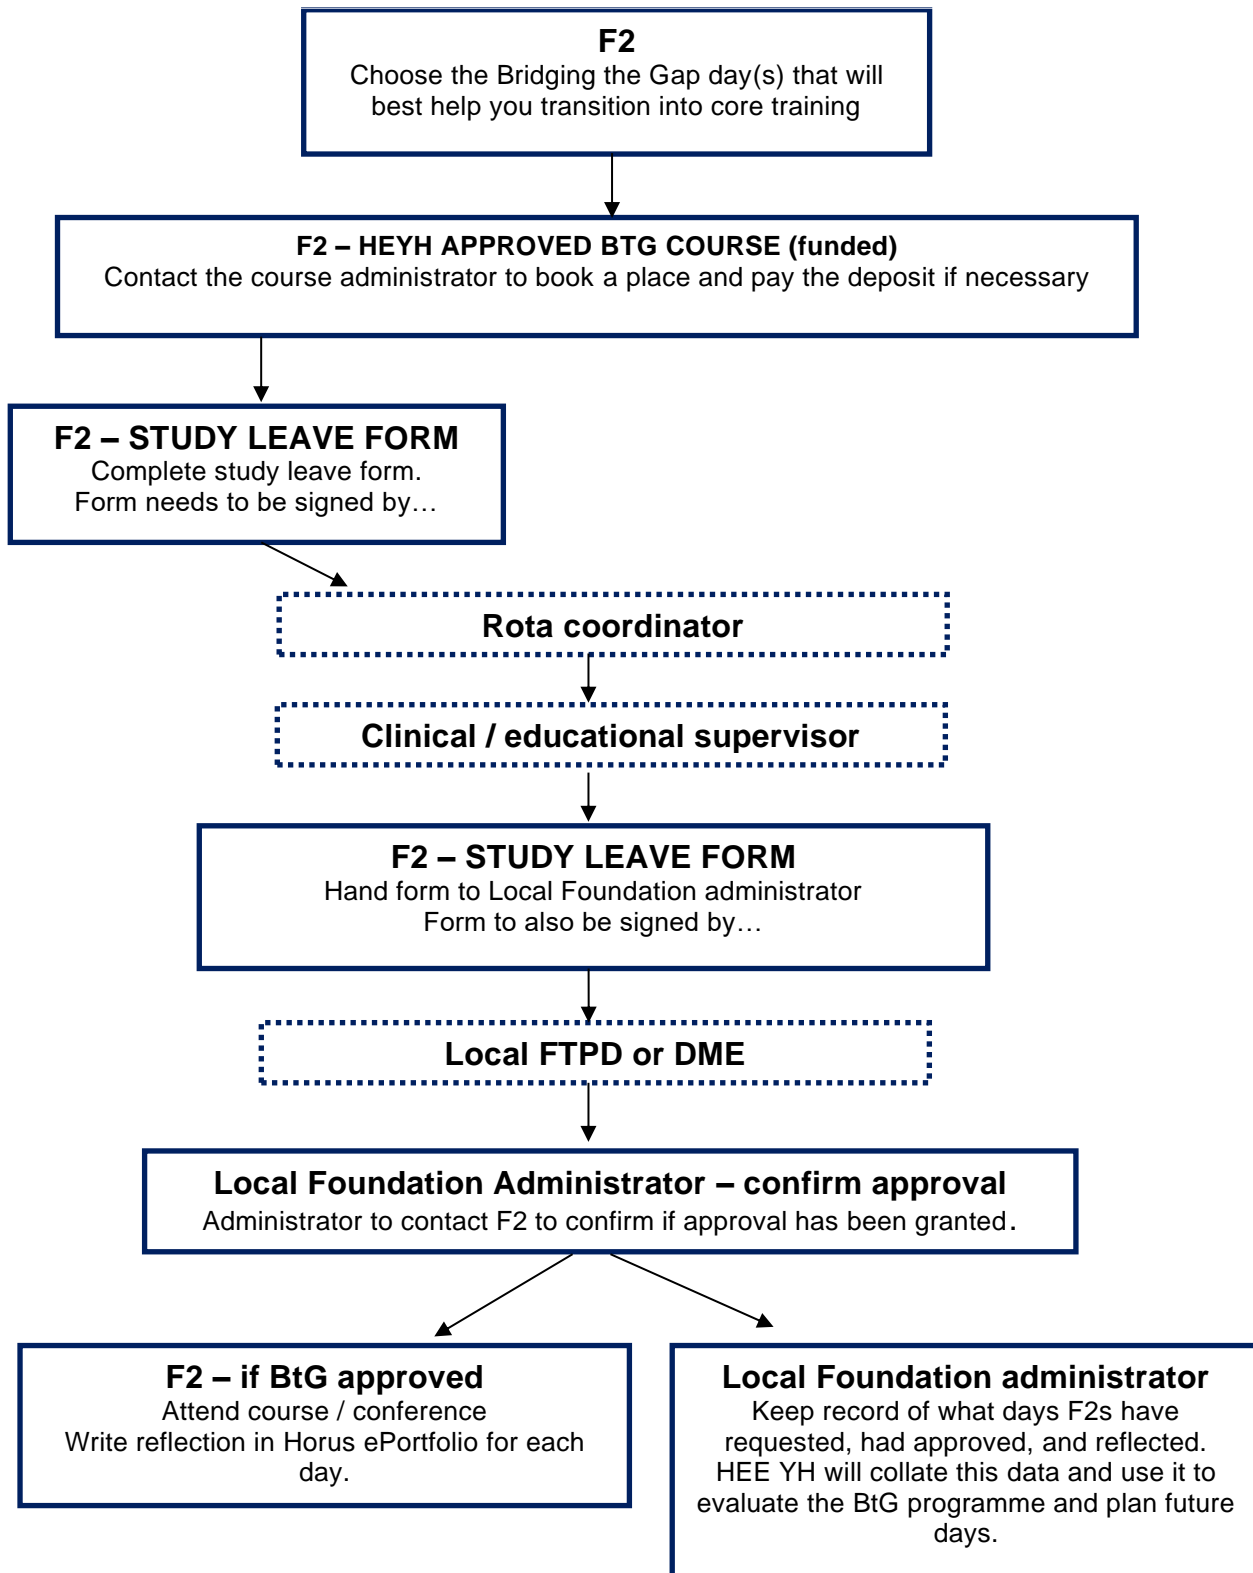 F2
Choose the Bridging the Gap day(s) that will
best help you transition into core training
F2 – HEYH APPROVED BTG COURSE (funded)
Contact the course administrator to book a place and pay the deposit if necessary
F2 – STUDY LEAVE FORM
Complete study leave form.
Form needs to be signed by…
Rota coordinator
Clinical / educational supervisor
F2 – STUDY LEAVE FORM
Hand form to Local Foundation administrator
Form to also be signed by…
Local FTPD or DME
Local Foundation Administrator – confirm approval
Administrator to contact F2 to confirm if approval has been granted.
F2 – if BtG approved
Attend course / conference
Write reflection in Horus ePortfolio for each
day.
Local Foundation administrator
Keep record of what days F2s have
requested, had approved, and reflected.
HEE YH will collate this data and use it to
evaluate the BtG programme and plan future
days.